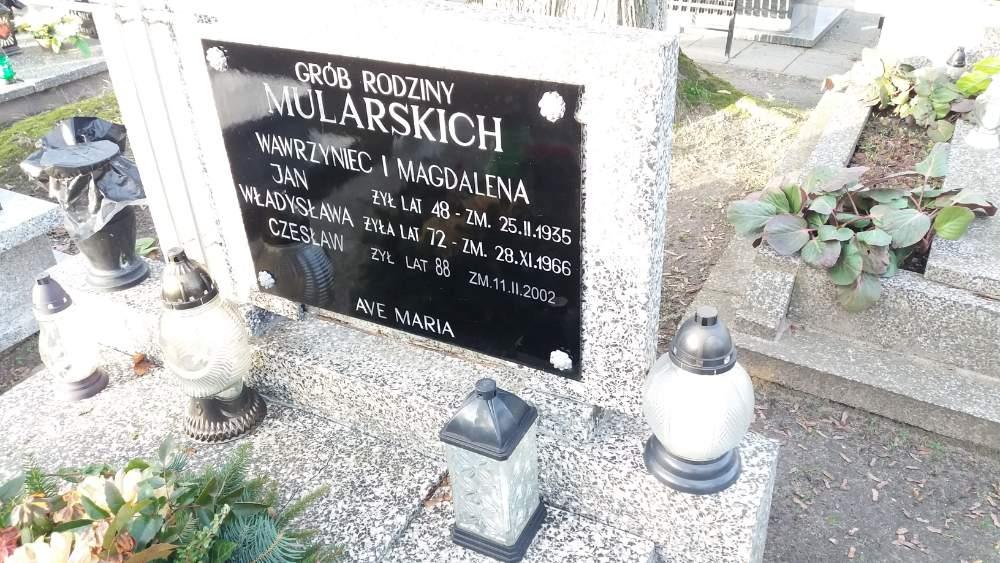 GRÓB RODZINY
MULARSKICH
WAWRZYNIEC I MAGDALENA
JAN ŻYŁ LAT 48 - ZM. 25.II.1935
WŁADYSŁAWA ŻYŁA LAT 72 - ZM. 28.XI.1966
CZESŁAW ŻYŁ LAT 88 ZM.11.II.2002
AVE MARIA